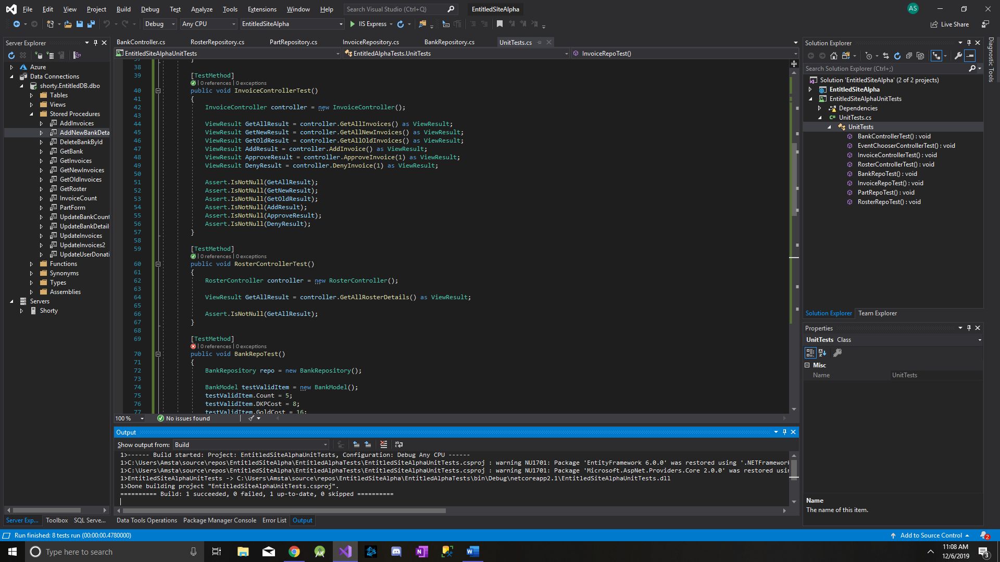 File Edit View Project Build Debug Test Analyze Tools Extensions Window Help Search Visual Studio (Ctrl+Q) EntitledSiteAlpha AS
Debug Any CPU EntitledSiteAlpha IIS Express Live Share
Server Explorer
Azure
Data Connections
shorty.EntitledDB.dbo
Tables
Views
Stored Procedures
AddInvoices
AddNewBankDeta
DeleteBankById
GetBank
GetInvoices
GetNewInvoices
GetOldInvoices
GetRoster
InvoiceCount
PartForm
UpdateBankCount
UpdateBankDetail
UpdateInvoices
UpdateInvoices2
UpdateUserDonati
Functions
Synonyms
Types
Assemblies
Servers
Shorty
Server Exp... Toolbox SQL Serve...
BankController.cs RosterRepository.cs PartRepository.cs InvoiceRepository.cs BankRepository.cs UnitTests.cs
EntitledSiteAlphaUnitTests EntitledAlphaTests.UnitTests InvoiceRepoTest()
37 }
38
39 [TestMethod]
0 references | 0 exceptions
40 public void InvoiceControllerTest()
41 {
42 InvoiceController controller = new InvoiceController();
43
44 ViewResult GetAllResult = controller.GetAllInvoices() as ViewResult;
45 ViewResult GetNewResult = controller.GetAllNewInvoices() as ViewResult;
46 ViewResult GetOldResult = controller.GetAllOldInvoices() as ViewResult;
47 ViewResult AddResult = controller.AddInvoice() as ViewResult;
48 ViewResult ApproveResult = controller.ApproveInvoice(1) as ViewResult;
49 ViewResult DenyResult = controller.DenyInvoice(1) as ViewResult;
50
51 Assert.IsNotNull(GetAllResult);
52 Assert.IsNotNull(GetNewResult);
53 Assert.IsNotNull(GetOldResult);
54 Assert.IsNotNull(AddResult);
55 Assert.IsNotNull(ApproveResult);
56 Assert.IsNotNull(DenyResult);
57 }
58
59 [TestMethod]
0 references | 0 exceptions
60 public void RosterControllerTest()
61 {
62 RosterController controller = new RosterController();
63
64 ViewResult GetAllResult = controller.GetAllRosterDetails() as ViewResult;
65
66 Assert.IsNotNull(GetAllResult);
67 }
68
69 [TestMethod]
0 references | 0 exceptions
70 public void BankRepoTest()
71 {
72 BankRepository repo = new BankRepository();
73
74 BankModel testValidItem = new BankModel();
75 testValidItem.Count = 5;
76 testValidItem.DKPCost = 8;
77 testValidItem.GoldCost = 16;
100 % No issues found
Output
Show output from: Build
1>------ Build started: Project: EntitledSiteAlphaUnitTests, Configuration: Debug Any CPU ------
1>C:\Users\Amsta\source\repos\EntitledSiteAlpha\EntitledAlphaTests\EntitledSiteAlphaUnitTests.csproj : warning NU1701: Package 'EntityFramework 6.0.0' was restored using '.NETFramework
1>C:\Users\Amsta\source\repos\EntitledSiteAlpha\EntitledAlphaTests\EntitledSiteAlphaUnitTests.csproj : warning NU1701: Package 'Microsoft.AspNet.Providers.Core 2.0.0' was restored usin
1>EntitledSiteAlphaUnitTests -> C:\Users\Amsta\source\repos\EntitledSiteAlpha\EntitledAlphaTests\bin\Debug\netcoreapp2.1\EntitledSiteAlphaUnitTests.dll
1>Done building project "EntitledSiteAlphaUnitTests.csproj".
========== Build: 1 succeeded, 0 failed, 1 up-to-date, 0 skipped ==========
Data Tools Operations Package Manager Console Error List Output
Solution Explorer
Search Solution Explorer (Ctrl+;)
Solution 'EntitledSiteAlpha' (2 of 2 projects)
EntitledSiteAlpha
EntitledSiteAlphaUnitTests
Dependencies
UnitTests.cs
UnitTests
BankControllerTest() : void
EventChooserControllerTest() : void
InvoiceControllerTest() : void
RosterControllerTest() : void
BankRepoTest() : void
InvoiceRepoTest() : void
PartRepoTest() : void
RosterRepoTest() : void
Solution Explorer Team Explorer
Properties
UnitTests Class
Misc
Name UnitTests
Name
The name of this item.
Diagnostic Tools
Run finished: 8 tests run (00:00:00.4780000) Add to Source Control 2
Type here to search
11:08 AM
12/6/2019
3